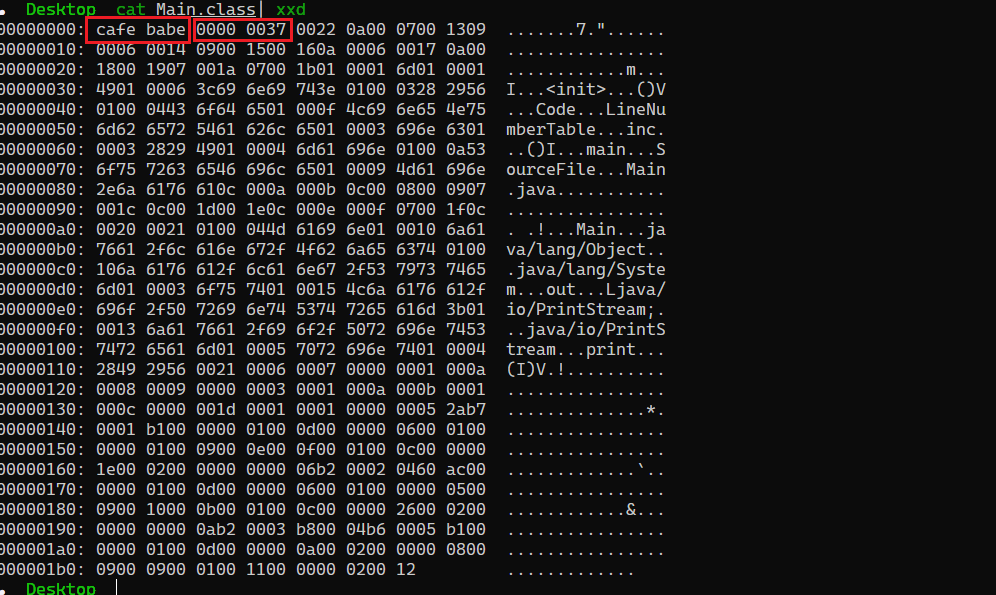 Desktop cat Main.class| xxd
00000000: cafe babe 0000 0037 0022 0a00 0700 1309 .......7."......
00000010: 0006 0014 0900 1500 160a 0006 0017 0a00 ................
00000020: 1800 1907 001a 0700 1b01 0001 6d01 0001 ............m...
00000030: 4901 0006 3c69 6e69 743e 0100 0328 2956 I...<init>...()V
00000040: 0100 0443 6f64 6501 000f 4c69 6e65 4e75 ...Code...LineNu
00000050: 6d62 6572 5461 626c 6501 0003 696e 6301 mberTable...inc.
00000060: 0003 2829 4901 0004 6d61 696e 0100 0a53 ..()I...main...S
00000070: 6f75 7263 6546 696c 6501 0009 4d61 696e ourceFile...Main
00000080: 2e6a 6176 610c 000a 000b 0c00 0800 0907 .java...........
00000090: 001c 0c00 1d00 1e0c 000e 000f 0700 1f0c ................
000000a0: 0020 0021 0100 044d 6169 6e01 0010 6a61 . .!...Main...ja
000000b0: 7661 2f6c 616e 672f 4f62 6a65 6374 0100 va/lang/Object..
000000c0: 106a 6176 612f 6c61 6e67 2f53 7973 7465 .java/lang/Syste
000000d0: 6d01 0003 6f75 7401 0015 4c6a 6176 612f m...out...Ljava/
000000e0: 696f 2f50 7269 6e74 5374 7265 616d 3b01 io/PrintStream;.
000000f0: 0013 6a61 7661 2f69 6f2f 5072 696e 7453 ..java/io/PrintS
00000100: 7472 6561 6d01 0005 7072 696e 7401 0004 tream...print...
00000110: 2849 2956 0021 0006 0007 0000 0001 000a (I)V.!..........
00000120: 0008 0009 0000 0003 0001 000a 000b 0001 ................
00000130: 000c 0000 001d 0001 0001 0000 0005 2ab7 ..............*.
00000140: 0001 b100 0000 0100 0d00 0000 0600 0100 ................
00000150: 0000 0100 0900 0e00 0f00 0100 0c00 0000 ................
00000160: 1e00 0200 0000 0000 06b2 0002 0460 ac00 .............`..
00000170: 0000 0100 0d00 0000 0600 0100 0000 0500 ................
00000180: 0900 1000 0b00 0100 0c00 0000 2600 0200 ............&...
00000190: 0000 0000 0ab2 0003 b800 04b6 0005 b100 ................
000001a0: 0000 0100 0d00 0000 0a00 0200 0000 0800 ................
000001b0: 0900 0900 0100 1100 0000 0200 12 .............
Desktop